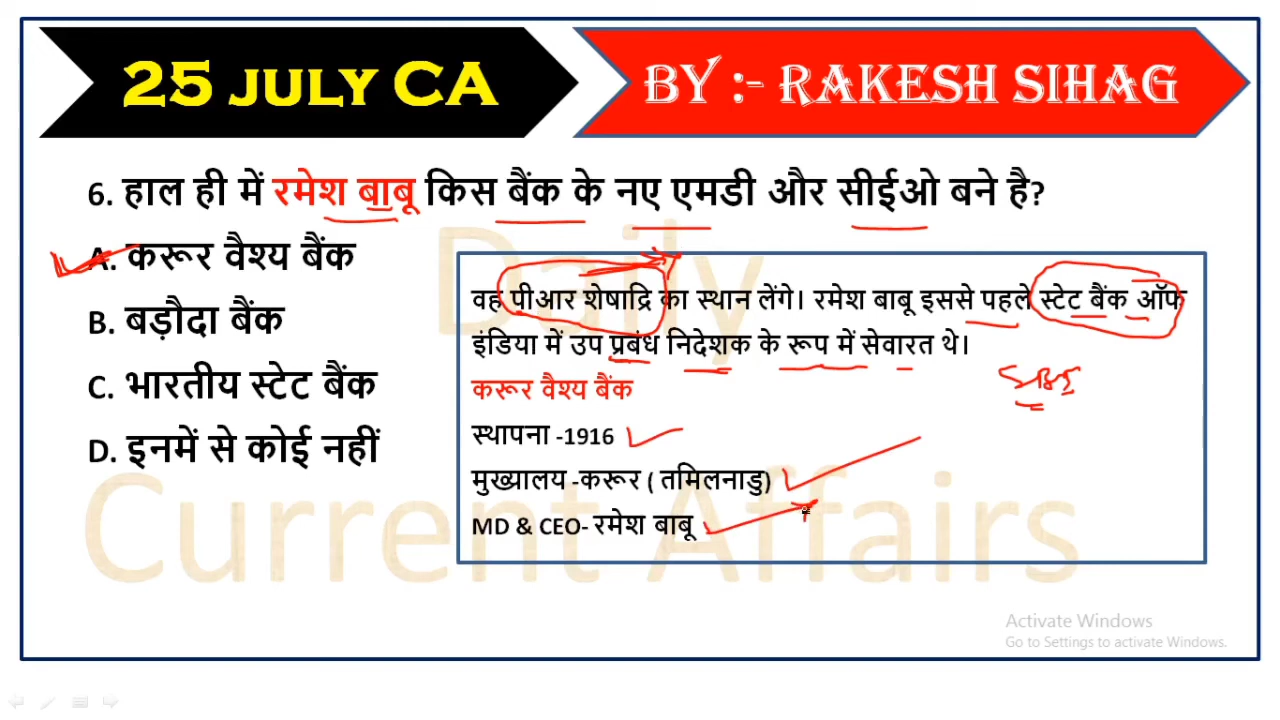 25 JULY CA
BY :- RAKESH SIHAG
6. हाल ही में रमेश बाबू किस बैंक के नए एमडी और सीईओ बने है?
A. करूर वैश्य बैंक
B. बड़ौदा बैंक
C. भारतीय स्टेट बैंक
D. इनमें से कोई नहीं
वह पीआर शेषाद्रि का स्थान लेंगे। रमेश बाबू इससे पहले स्टेट बैंक ऑफ
इंडिया में उप प्रबंध निदेशक के रूप में सेवारत थे।
SBI
करूर वैश्य बैंक
स्थापना -1916
मुख्यालय -करूर ( तमिलनाडु)
MD & CEO- रमेश बाबू
Daily
Current Affairs
Activate Windows
Go to Settings to activate Windows.